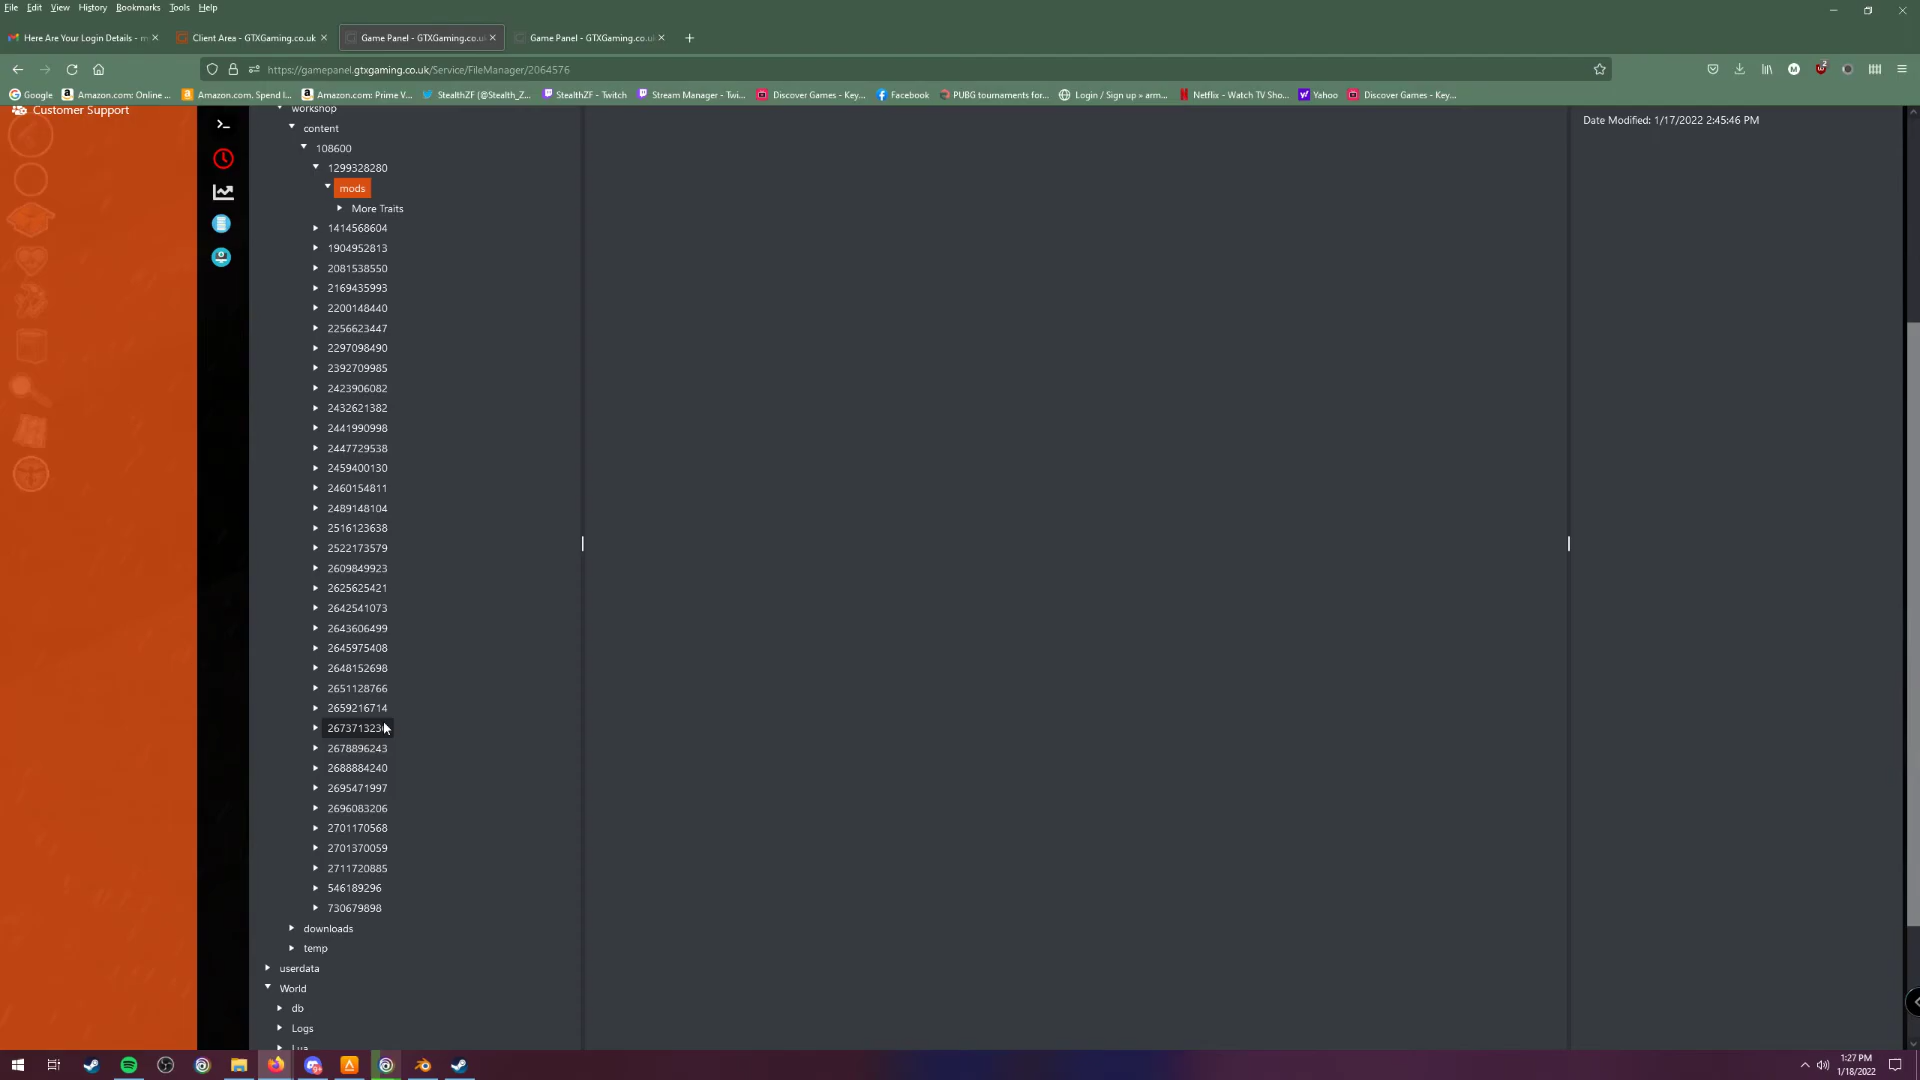 File Edit View History Bookmarks Tools Help
Here Are Your Login Details - m
Client Area - GTXGaming.co.uk
Game Panel - GTXGaming.co.uk
Game Panel - GTXGaming.co.uk
https://gamepanel.gtxgaming.co.uk/Service/FileManager/2064576
Google Amazon.com: Online ... Amazon.com. Spend l... Amazon.com: Prime V... StealthZF (@Stealth_Z... StealthZF - Twitch Stream Manager - Twi... Discover Games - Key... Facebook PUBG tournaments for... Login / Sign up » arm... Netflix - Watch TV Sho... Yahoo Discover Games - Key...
Customer Support
workshop
content
108600
1299328280
mods
More Traits
1414568604
1904952813
2081538550
2169435993
2200148440
2256623447
2297098490
2392709985
2423906082
2432621382
2441990998
2447729538
2459400130
2460154811
2489148104
2516123638
2522173579
2609849923
2625625421
2642541073
2643606499
2645975408
2648152698
2651128766
2659216714
267371323
2678896243
2688884240
2695471997
2696083206
2701170568
2701370059
2711720885
546189296
730679898
downloads
temp
userdata
World
db
Logs
Lua
Date Modified: 1/17/2022 2:45:46 PM
1:27 PM
1/18/2022